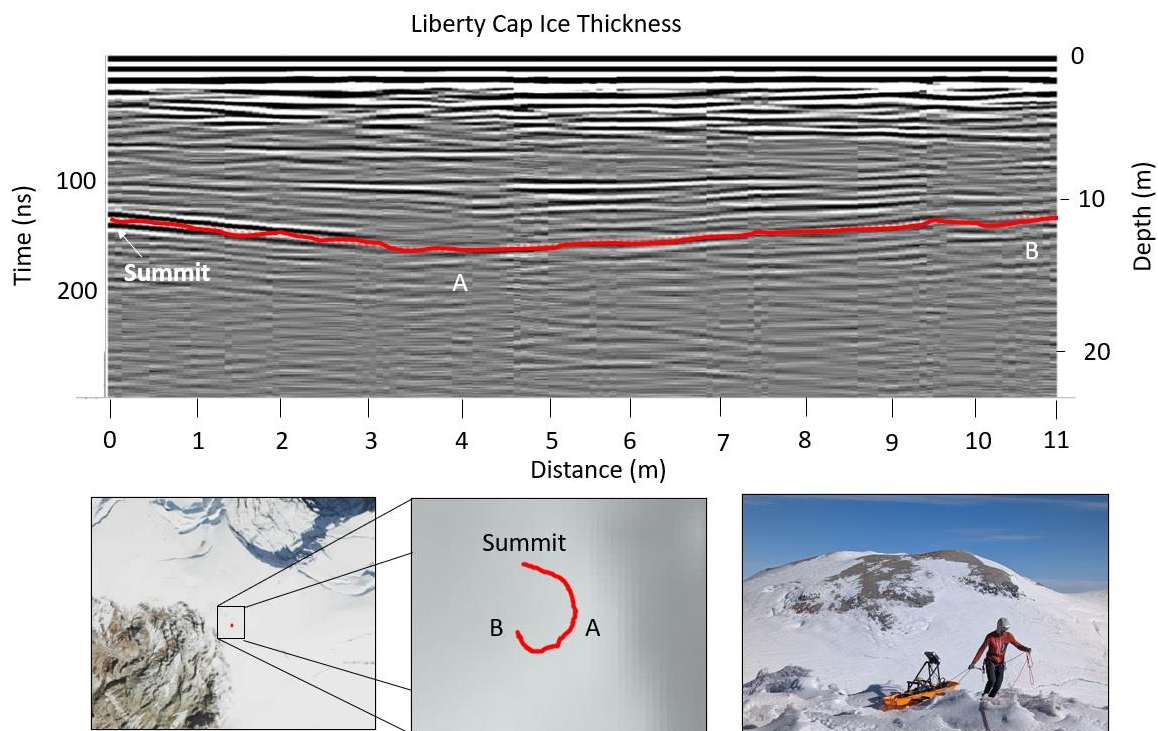 Liberty Cap Ice Thickness
0
100
10
Time (ns)
Depth (m)
Summit
B
A
200
20
0 1 2 3 4 5 6 7 8 9 10 11
Distance (m)
Summit
B A